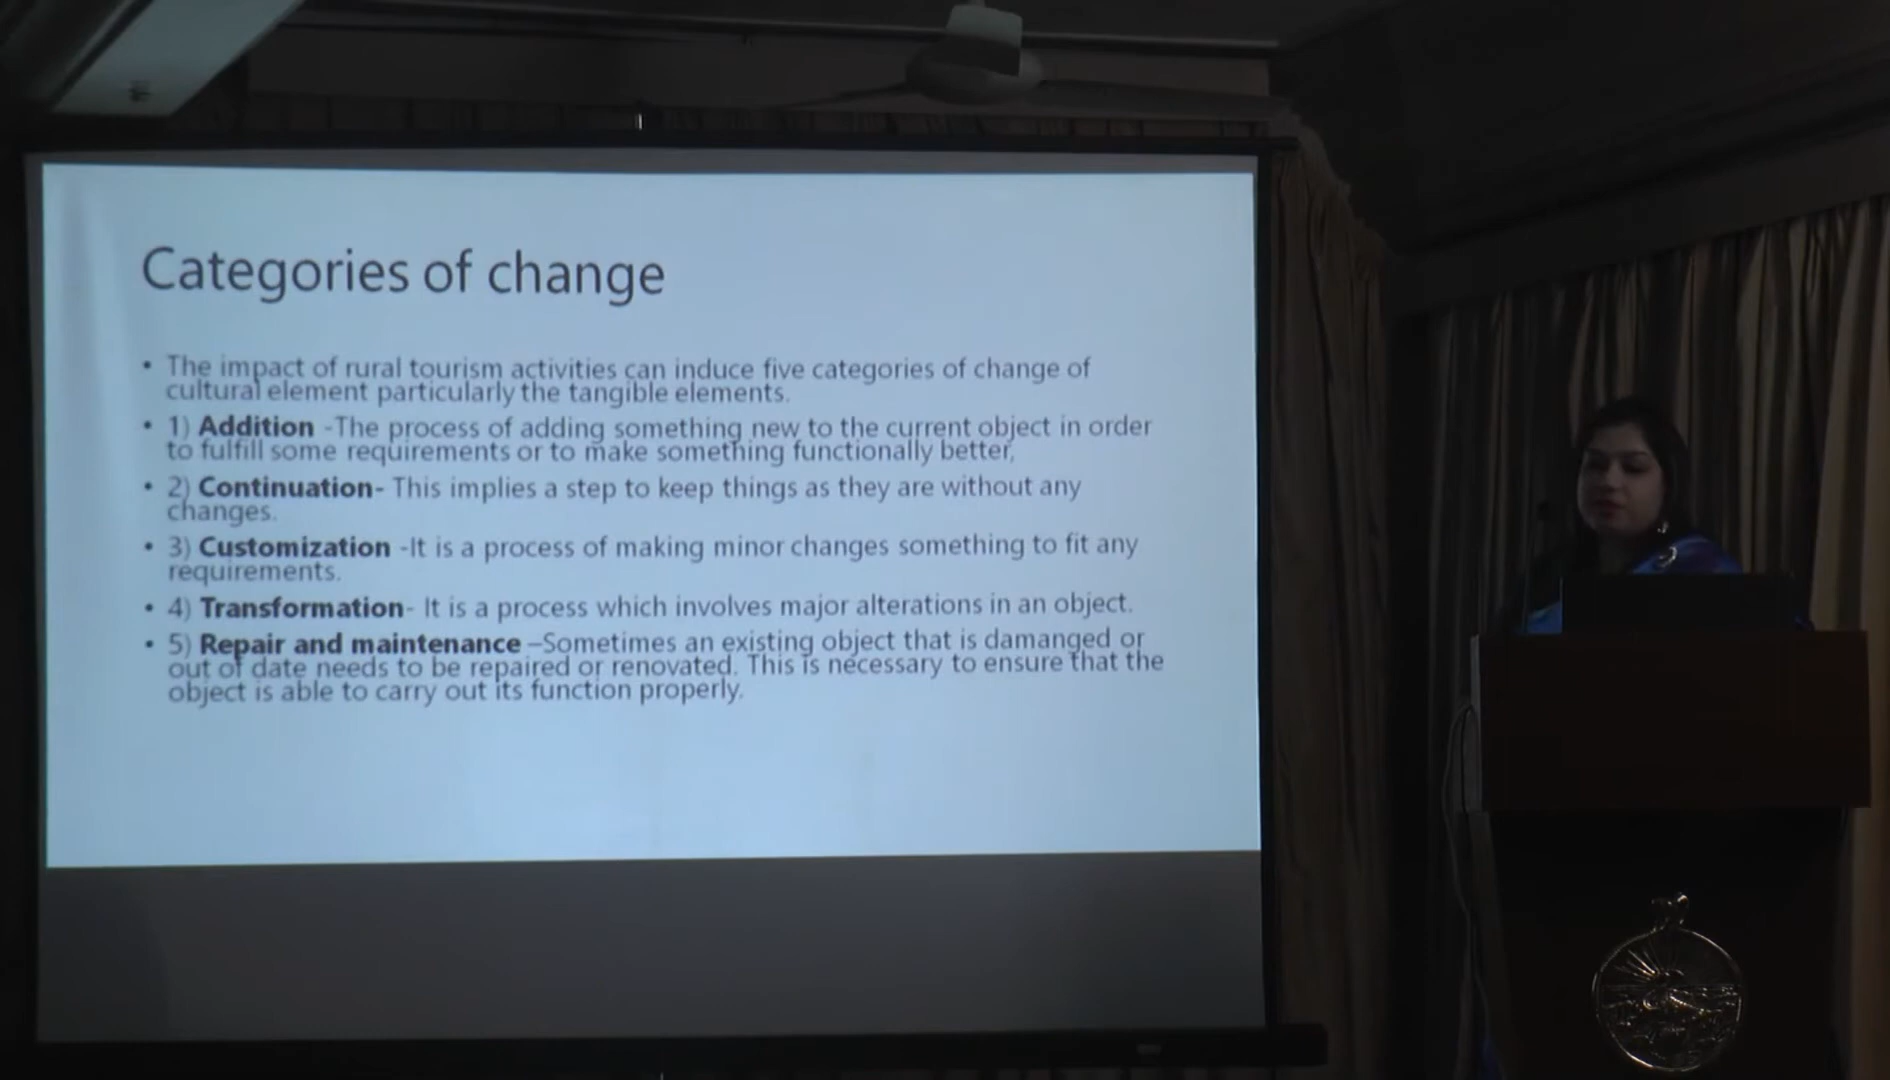 Categories of change
• The impact of rural tourism activities can induce five categories of change of
cultural element particularly the tangible elements.
• 1) Addition -The process of adding something new to the current object in order
to fulfill some requirements or to make something functionally better,
• 2) Continuation- This implies a step to keep things as they are without any
changes.
• 3) Customization -It is a process of making minor changes something to fit any
requirements.
• 4) Transformation- It is a process which involves major alterations in an object.
• 5) Repair and maintenance –Sometimes an existing object that is damanged or
out of date needs to be repaired or renovated. This is necessary to ensure that the
object is able to carry out its function properly.